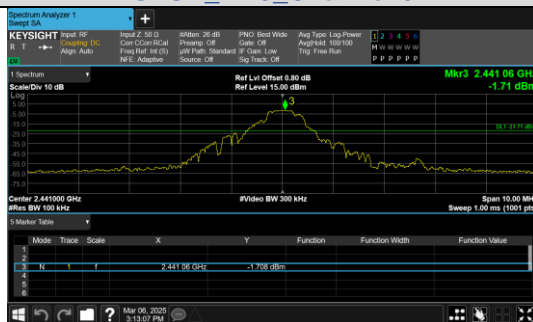 Spectrum Analyzer 1
Swept SA
+
KEYSIGHT Input: RF Input Z: 50 Ω #Atten: 26 dB PNO: Best Wide Avg Type: Log-Power 1 2 3 4 5 6
R T Coupling: DC Corr CCorr RCal Preamp: Off Gate: Off Avg|Hold: 100/100 M W W W W W
Align: Auto Freq Ref: Int (S) µW Path: Standard IF Gain: Low Trig: Free Run
NFE: Adaptive Source: Off Sig Track: Off P P P P P P
1 Spectrum
Scale/Div 10 dB
Ref Lvl Offset 0.80 dB
Ref Level 15.00 dBm
Mkr3 2.441 06 GHz
-1.71 dBm
Log
5.00
-5.00
-15.0
-25.0
-35.0
-45.0
-55.0
-65.0
-75.0
3
Center 2.441000 GHz #Video BW 300 kHz Span 10.00 MHz
#Res BW 100 kHz Sweep 1.00 ms (1001 pts)
5 Marker Table
Mode Trace Scale X Y Function Function Width Function Value
1
2
3 N 1 f 2.441 06 GHz -1.708 dBm
4
5
6
Mar 06, 2025
3:13:07 PM
?